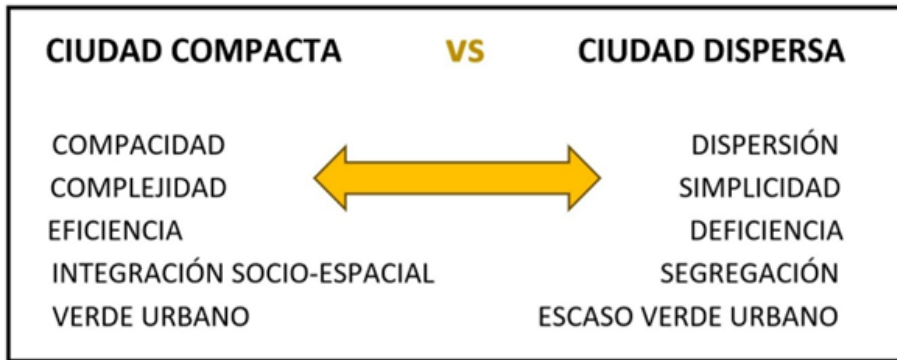 CIUDAD COMPACTA VS CIUDAD DISPERSA
COMPACIDAD DISPERSIÓN
COMPLEJIDAD SIMPLICIDAD
EFICIENCIA DEFICIENCIA
INTEGRACIÓN SOCIO-ESPACIAL SEGREGACIÓN
VERDE URBANO ESCASO VERDE URBANO